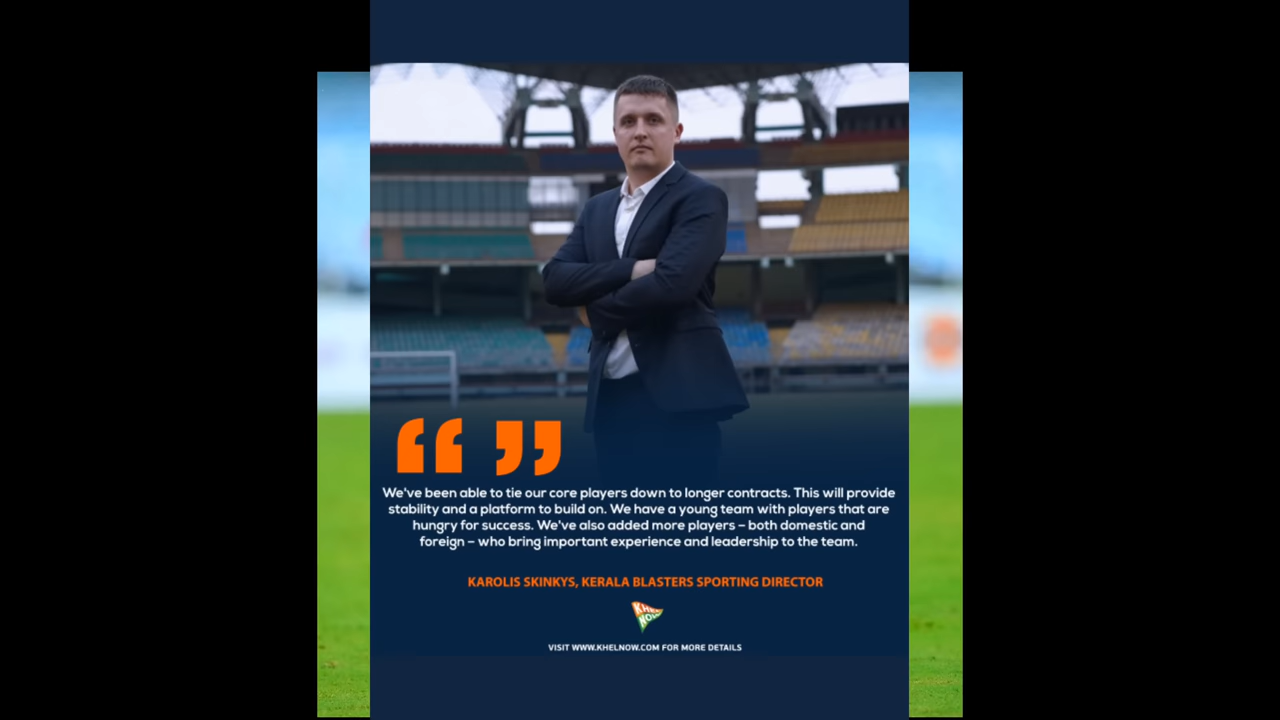 We've been able to tie our core players down to longer contracts. This will provide
stability and a platform to build on. We have a young team with players that are
hungry for success. We've also added more players – both domestic and
foreign – who bring important experience and leadership to the team.
KAROLIS SKINKYS, KERALA BLASTERS SPORTING DIRECTOR
KHEL
NOW
VISIT WWW.KHELNOW.COM FOR MORE DETAILS